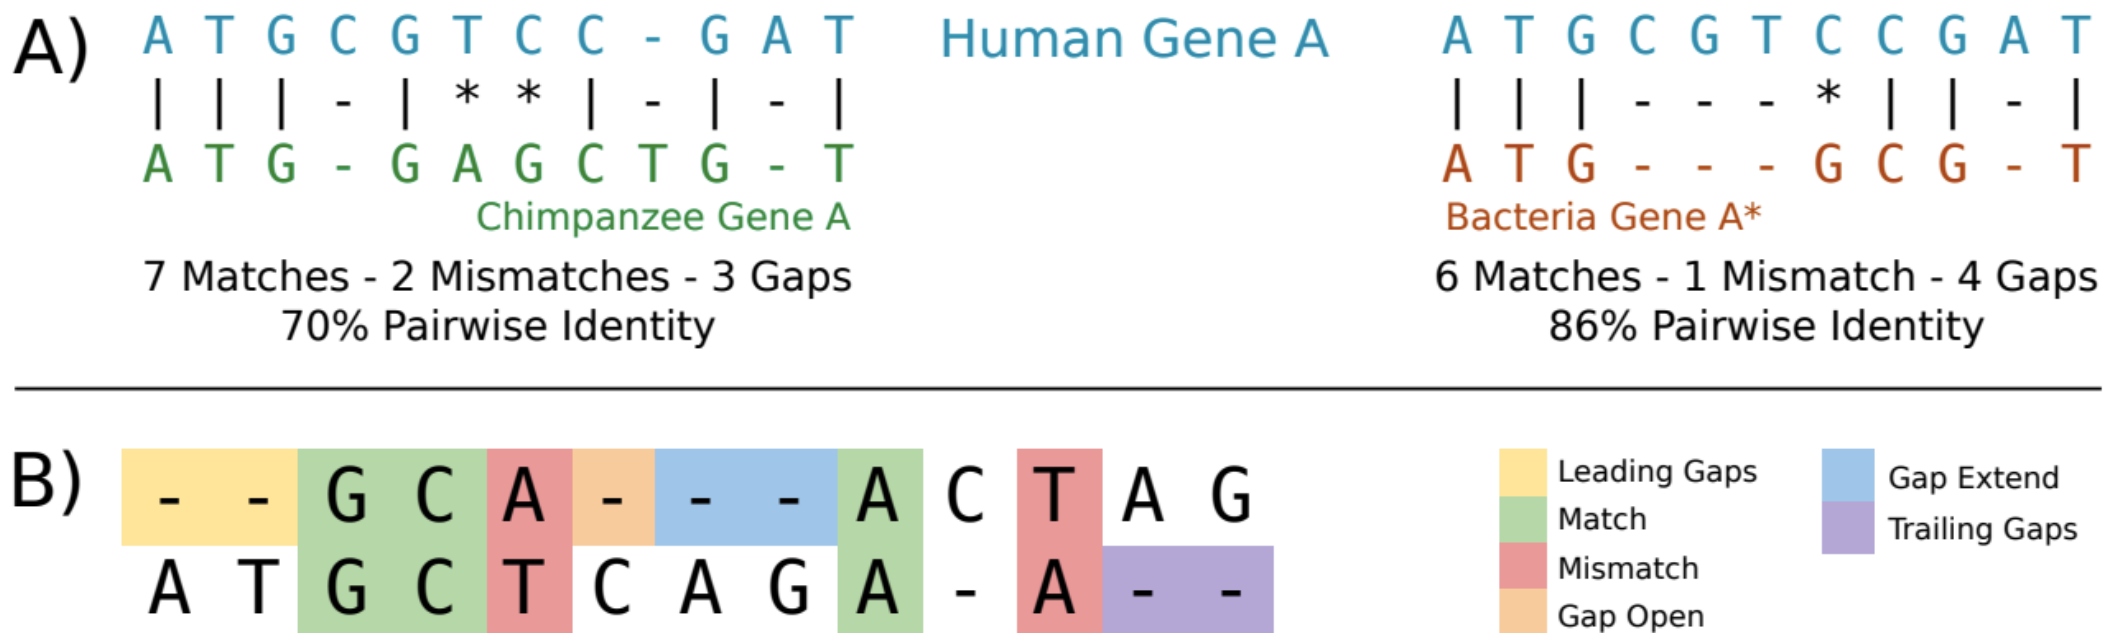 A) A T G C G T C C - G A T Human Gene A A T G C G T C C G A T
| | | - | * * | - | - | | | | - - - * | | - |
A T G - G A G C T G - T A T G - - - G C G - T
Chimpanzee Gene A Bacteria Gene A*
7 Matches - 2 Mismatches - 3 Gaps 6 Matches - 1 Mismatch - 4 Gaps
70% Pairwise Identity 86% Pairwise Identity
B) - - G C A - - - A C T A G
A T G C T C A G A - A - -
Leading Gaps
Match
Mismatch
Gap Open
Gap Extend
Trailing Gaps